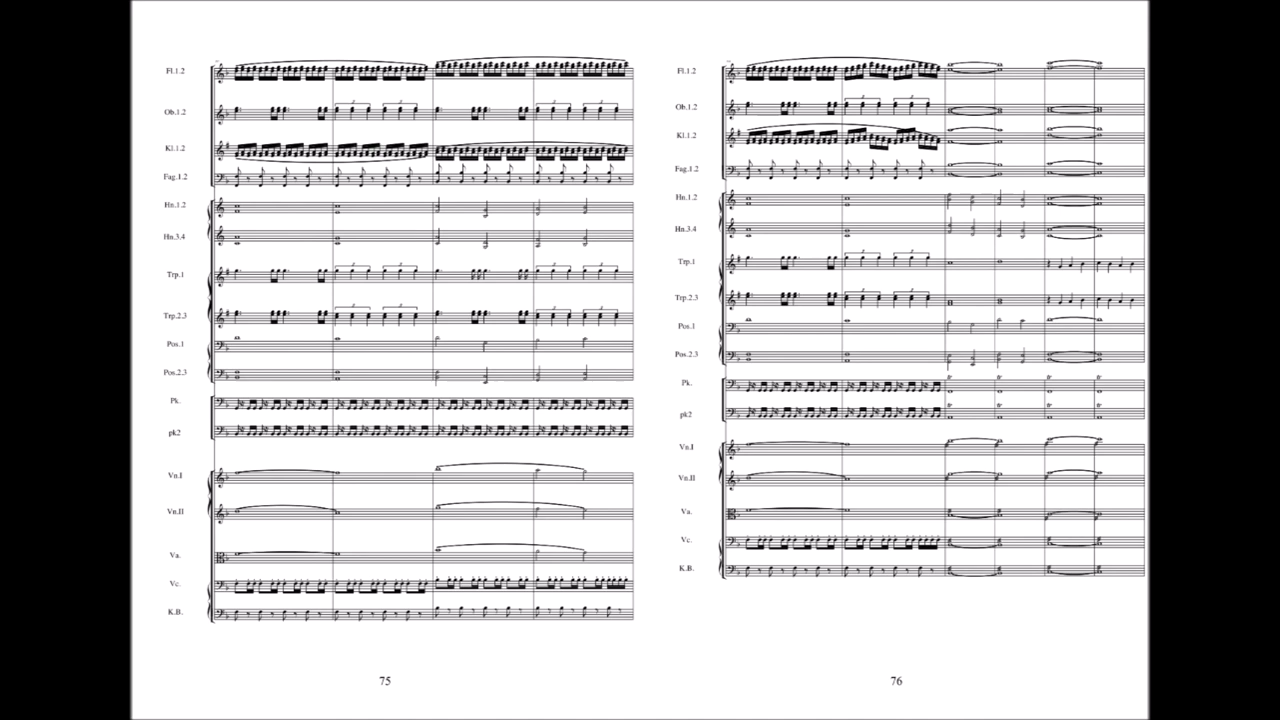 Fl.1.2
Ob.1.2
Kl.1.2
Fag.1.2
Hn.1.2
Hn.3.4
Trp.1
Trp.2.3
Pos.1
Pos.2.3
Pk.
pk2
Vn.I
Vn.II
Va.
Vc.
K.B.
75
Fl.1.2
Ob.1.2
Kl.1.2
Fag.1.2
Hn.1.2
Hn.3.4
Trp.1
Trp.2.3
Pos.1
Pos.2.3
Pk.
pk2
Vn.I
Vn.II
Va.
Vc.
K.B.
76